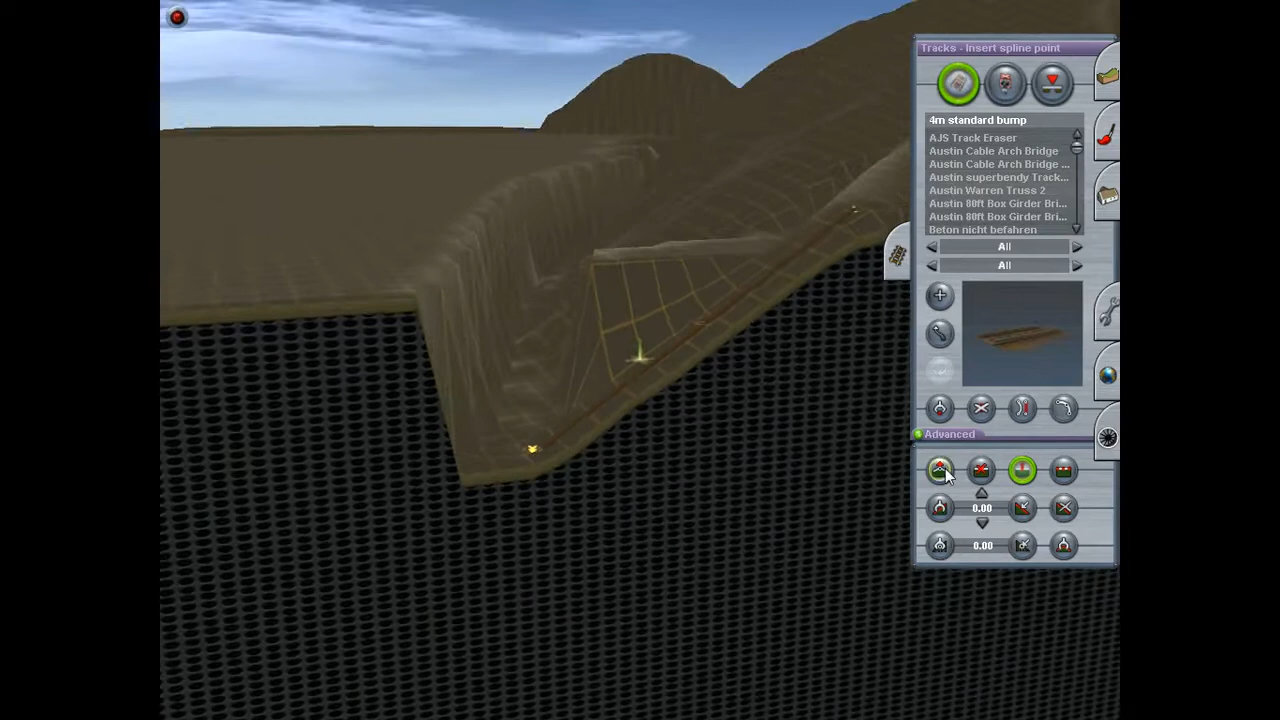 Tracks - Insert spline point
4m standard bump
AJS Track Eraser
Austin Cable Arch Bridge
Austin Cable Arch Bridge ...
Austin superbendy Track...
Austin Warren Truss 2
Austin 80ft Box Girder Bri...
Austin 80ft Box Girder Bri...
Beton nicht befahren
All
All
Advanced
0.00
0.00